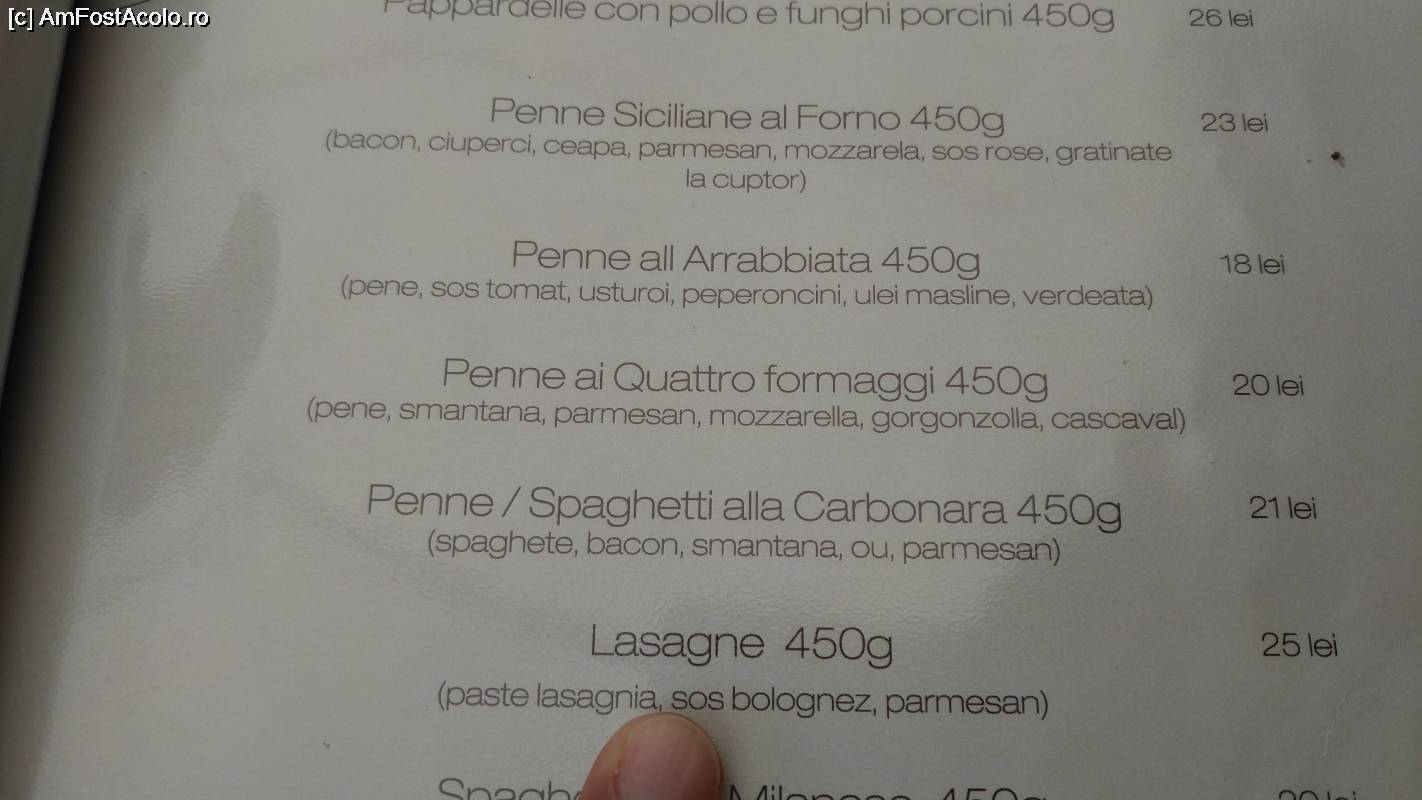 [c] AmFostAcolo.ro
Pappardelle con pollo e funghi porcini 450g 26 lei
Penne Siciliane al Forno 450g 23 lei
(bacon, ciuperci, ceapa, parmesan, mozzarela, sos rose, gratinate
la cuptor)
Penne all Arrabbiata 450g 18 lei
(pene, sos tomat, usturoi, peperoncini, ulei masline, verdeata)
Penne ai Quattro formaggi 450g 20 lei
(pene, smantana, parmesan, mozzarella, gorgonzolla, cascaval)
Penne / Spaghetti alla Carbonara 450g 21 lei
(spaghete, bacon, smantana, ou, parmesan)
Lasagne 450g 25 lei
(paste lasagnia, sos bolognez, parmesan)
Milanese 450g